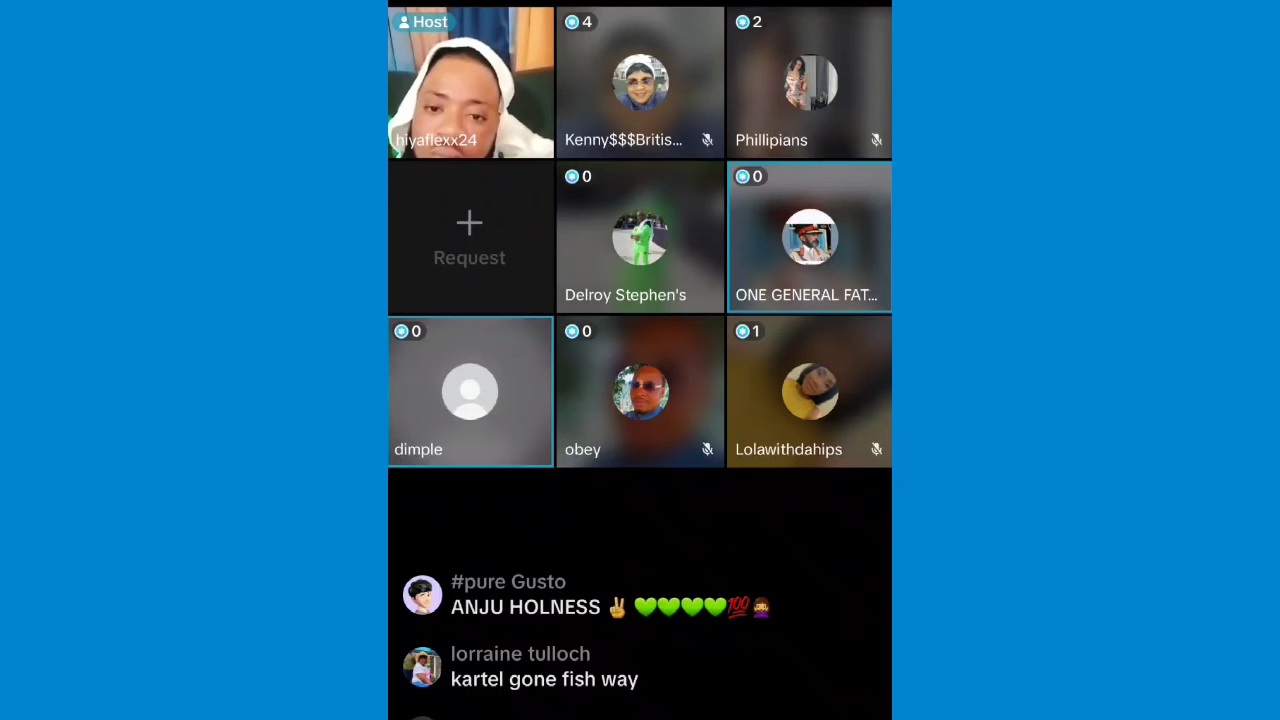 Host
4
2
hiyaflexx24
Kenny$$$Britis...
Phillipians
0
0
Request
Delroy Stephen's
ONE GENERAL FAT...
0
0
1
dimple
obey
Lolawithdahips
#pure Gusto
ANJU HOLNESS ✌️ 💚💚💚💚💯🤦🏾‍♀️
lorraine tulloch
kartel gone fish way